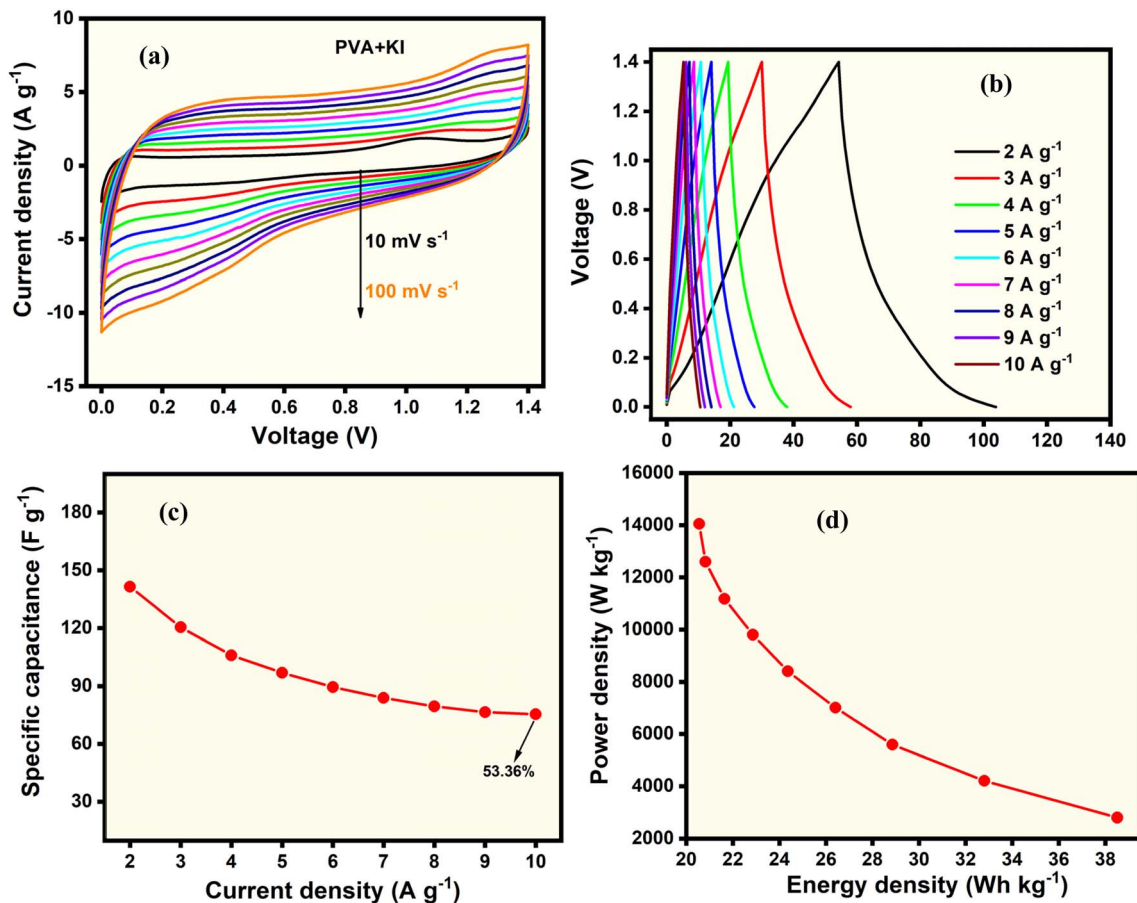 (a)
PVA+KI
10 mV s⁻¹
100 mV s⁻¹
Current density (A g⁻¹)
10
5
0
-5
-10
-15
0.0 0.2 0.4 0.6 0.8 1.0 1.2 1.4
Voltage (V)
(b)
2 A g⁻¹
3 A g⁻¹
4 A g⁻¹
5 A g⁻¹
6 A g⁻¹
7 A g⁻¹
8 A g⁻¹
9 A g⁻¹
10 A g⁻¹
Voltage (V)
1.4
1.2
1.0
0.8
0.6
0.4
0.2
0.0
0 20 40 60 80 100 120 140
(c)
53.36%
Specific capacitance (F g⁻¹)
180
150
120
90
60
30
2 3 4 5 6 7 8 9 10
Current density (A g⁻¹)
(d)
Power density (W kg⁻¹)
16000
14000
12000
10000
8000
6000
4000
2000
20 22 24 26 28 30 32 34 36 38
Energy density (Wh kg⁻¹)